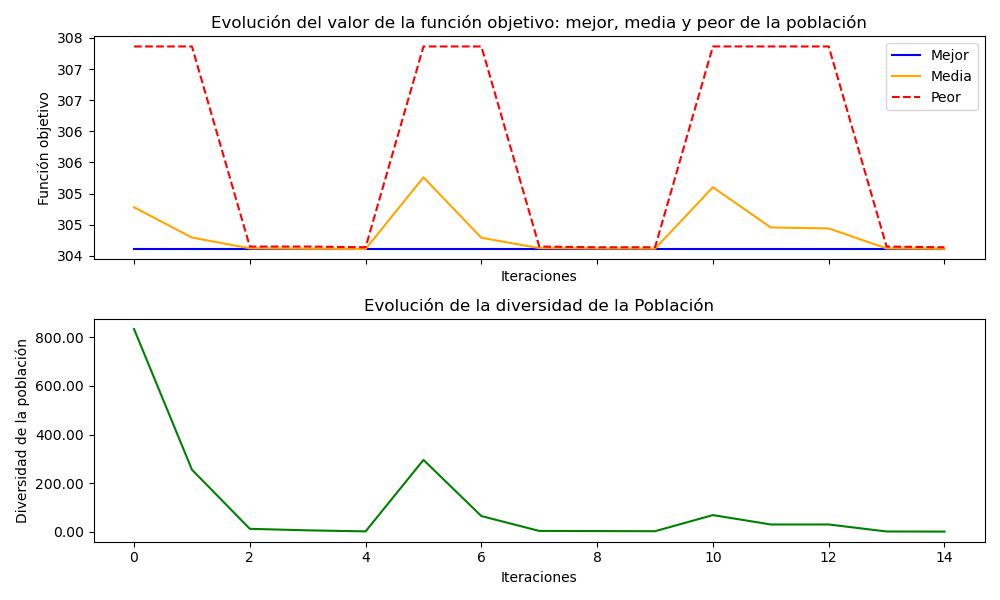 Evolución del valor de la función objetivo: mejor, media y peor de la población
308
307
307
306
306
305
305
304
Función objetivo
Mejor
Media
Peor
Iteraciones
Evolución de la diversidad de la Población
800.00
600.00
400.00
200.00
0.00
Diversidad de la población
0 2 4 6 8 10 12 14
Iteraciones